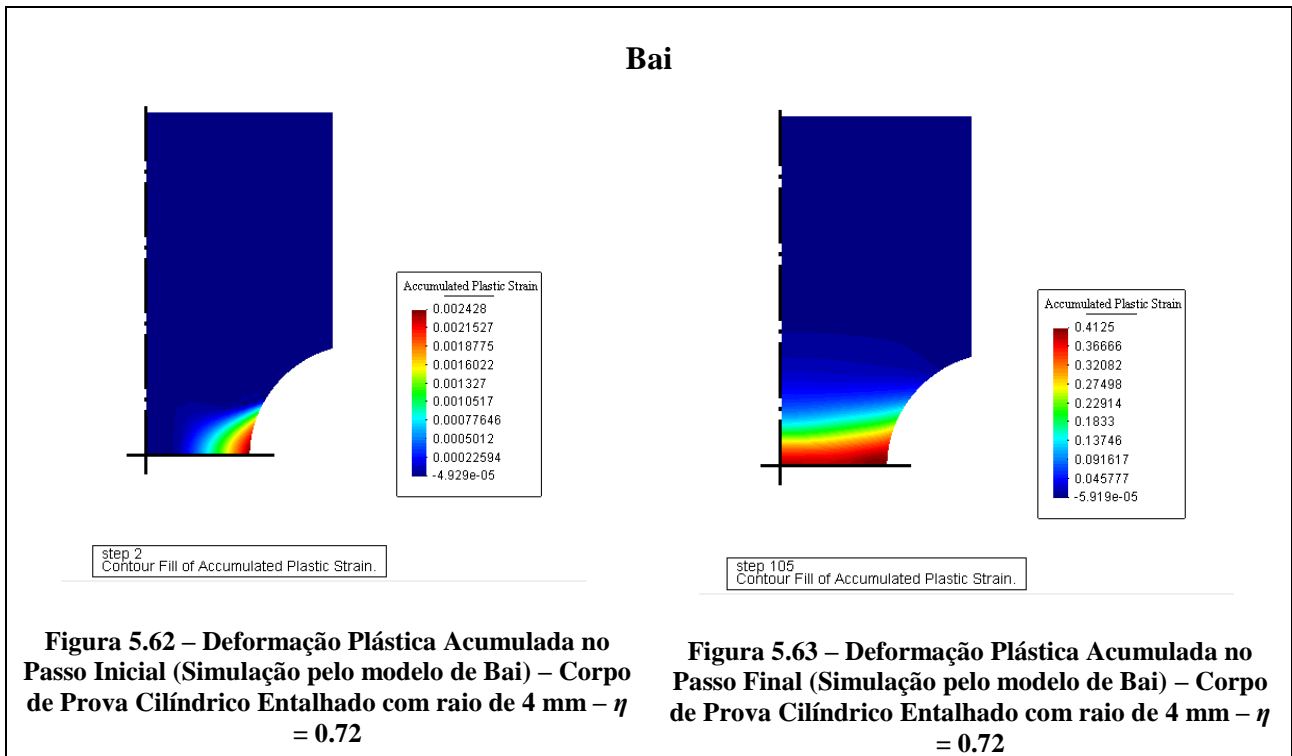 Bai
Accumulated Plastic Strain
0.002428
0.0021527
0.0018775
0.0016022
0.001327
0.0010517
0.00077646
0.0005012
0.00022594
-4.929e-05
step 2
Contour Fill of Accumulated Plastic Strain.
Figura 5.62 – Deformação Plástica Acumulada no
Passo Inicial (Simulação pelo modelo de Bai) – Corpo
de Prova Cilíndrico Entalhado com raio de 4 mm – η
= 0.72
Accumulated Plastic Strain
0.4125
0.36666
0.32082
0.27498
0.22914
0.1833
0.13746
0.091617
0.045777
-5.919e-05
step 105
Contour Fill of Accumulated Plastic Strain.
Figura 5.63 – Deformação Plástica Acumulada no
Passo Final (Simulação pelo modelo de Bai) – Corpo
de Prova Cilíndrico Entalhado com raio de 4 mm – η
= 0.72